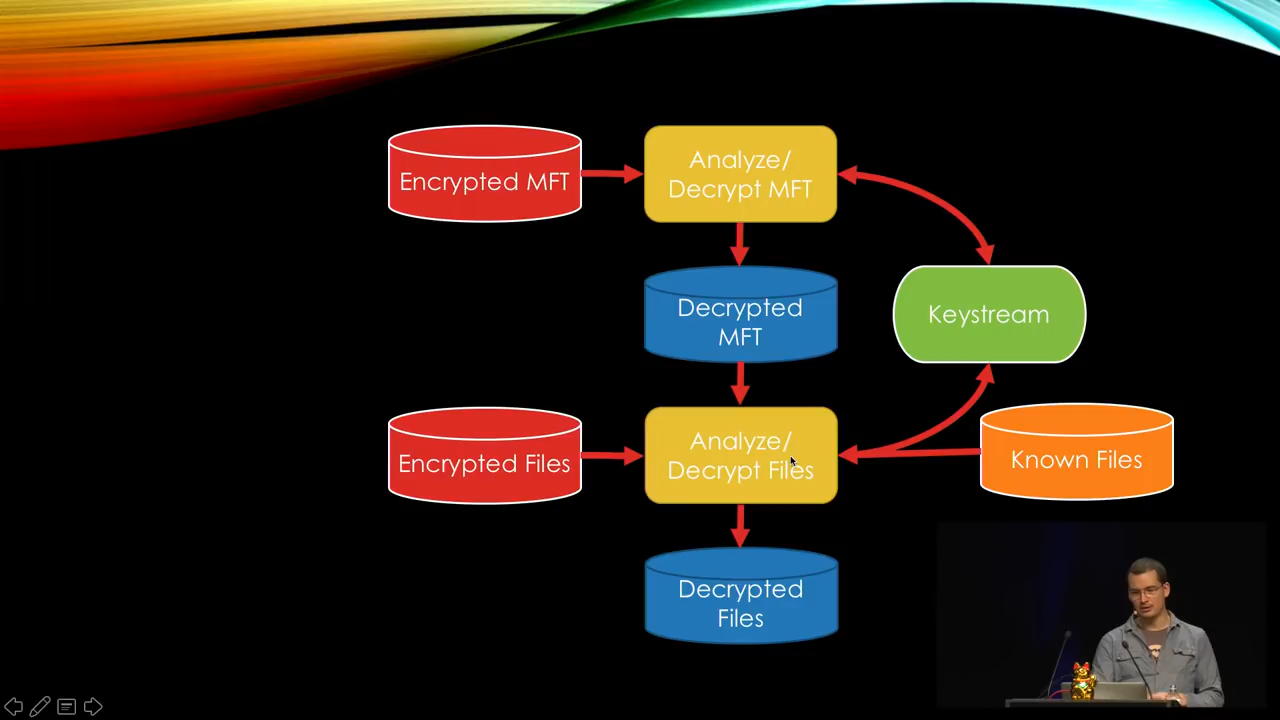 Encrypted MFT
Analyze/
Decrypt MFT
Decrypted
MFT
Keystream
Encrypted Files
Analyze/
Decrypt Files
Known Files
Decrypted
Files